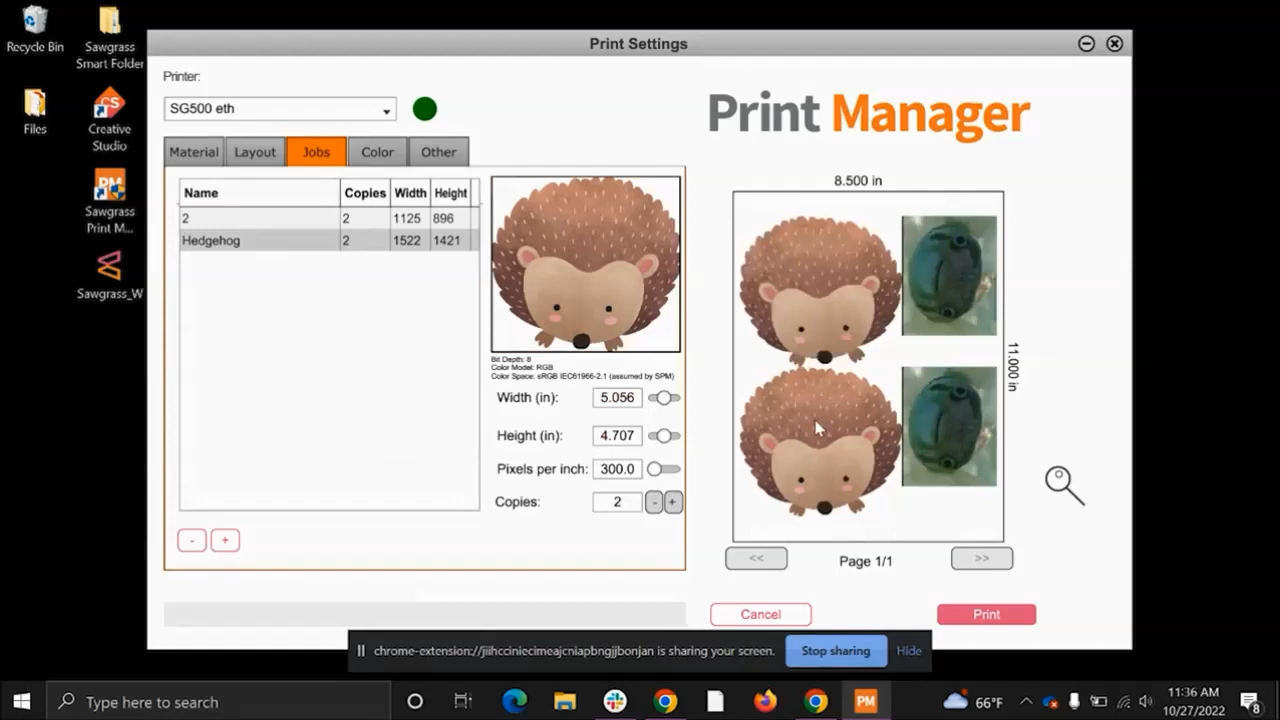 Recycle Bin
Sawgrass
Smart Folder
Files
Creative
Studio
Sawgrass
Print M...
Sawgrass_W
CS
PM
Print Settings
Printer:
SG500 eth
Print Manager
Material Layout Jobs Color Other
Name Copies Width Height
2 2 1125 896
Hedgehog 2 1522 1421
Bit Depth: 8
Color Model: RGB
Color Space: sRGB IEC61966-2.1 (assumed by SPM)
Width (in): 5.056
Height (in): 4.707
Pixels per inch: 300.0
Copies: 2 - +
- +
8.500 in
11.000 in
<< Page 1/1 >>
Cancel Print
chrome-extension://jiihcciniecimeajcniapbngjjbonjan is sharing your screen. Stop sharing Hide
Type here to search
PM
66°F
11:36 AM
10/27/2022
8